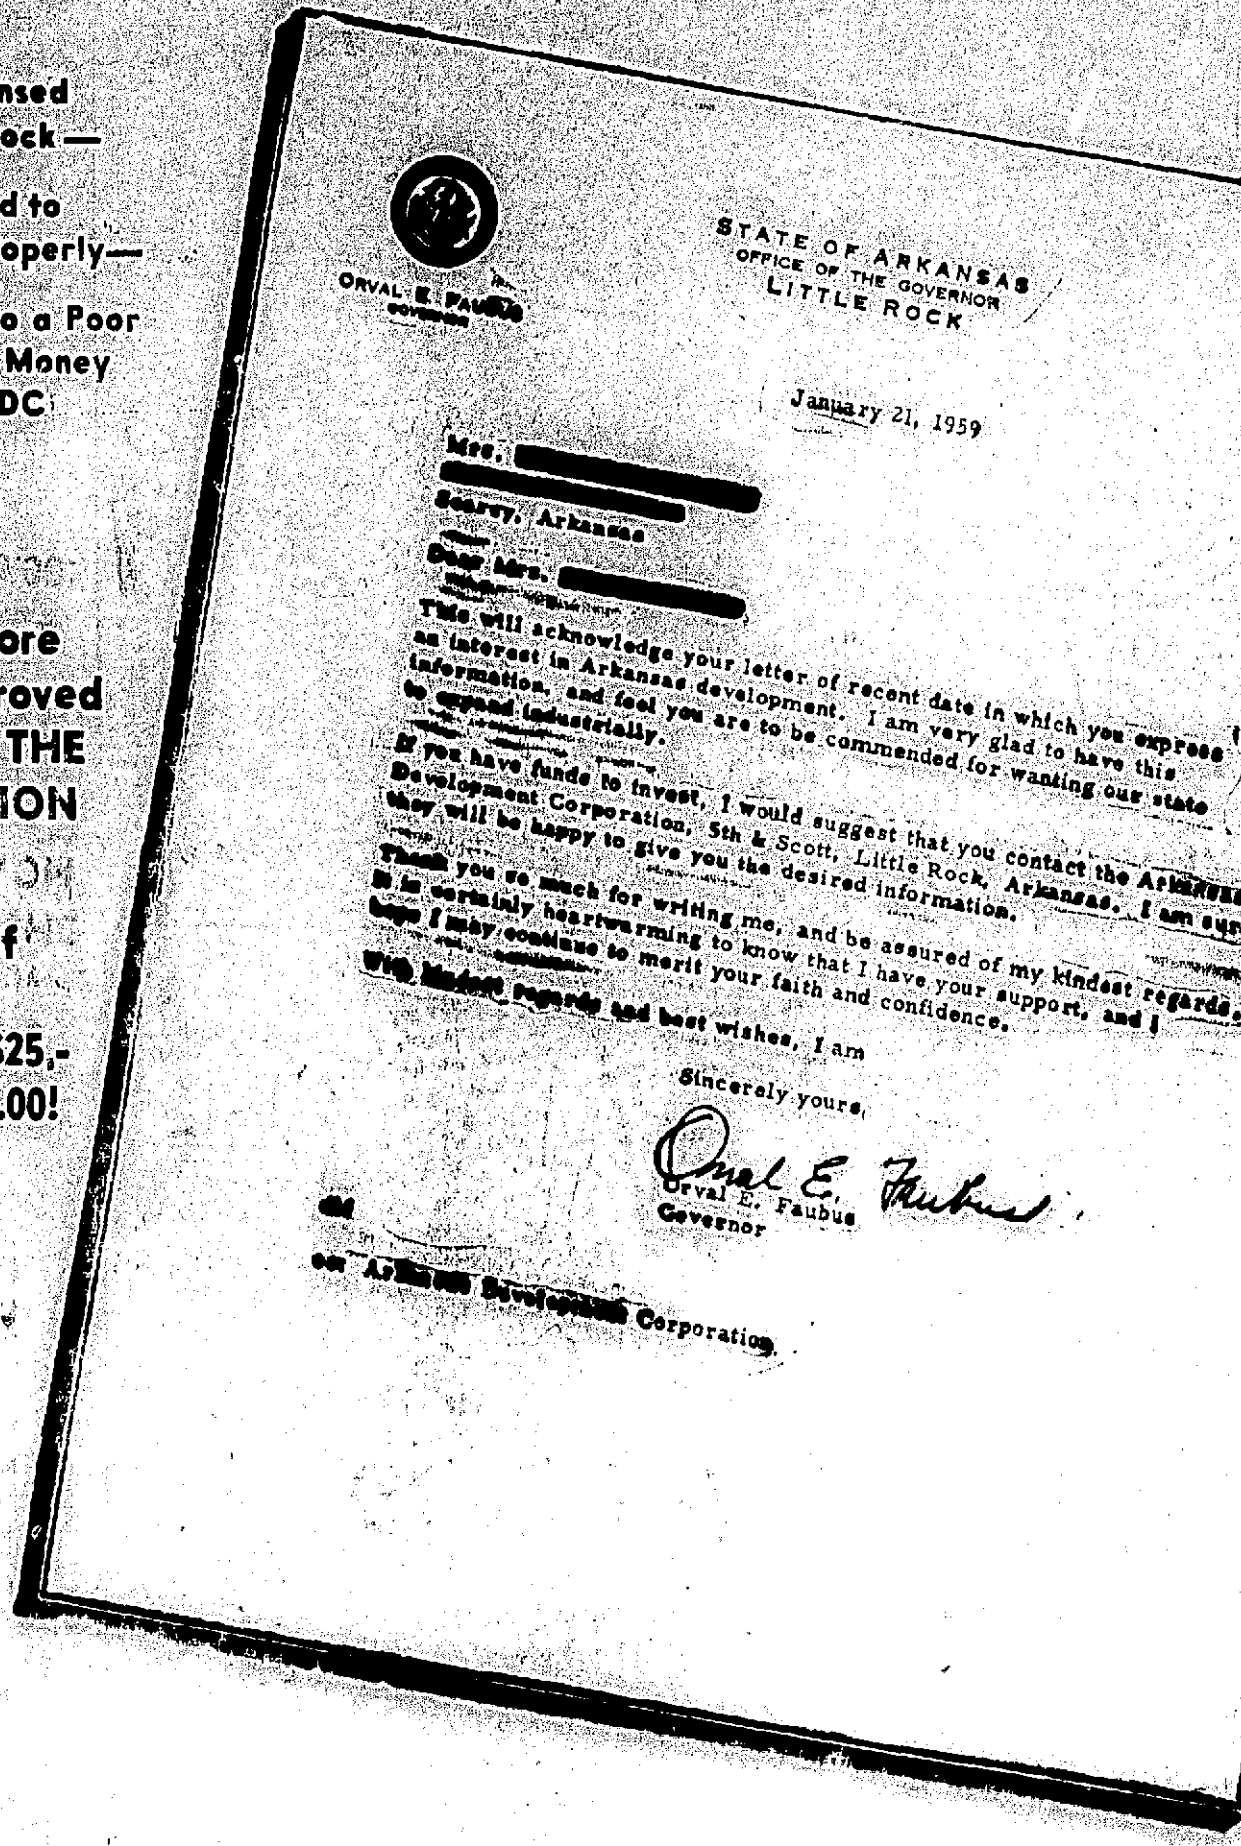 nsed
ock —
d to
operly—
o a Poor
Money
DC
ore
roved
THE
ION
f
$25,-
.00!
ORVAL E. FAUBUS
GOVERNOR
STATE OF ARKANSAS
OFFICE OF THE GOVERNOR
LITTLE ROCK
January 21, 1959
Mrs.
Searcy, Arkansas
Dear Mrs.
This will acknowledge your letter of recent date in which you express
an interest in Arkansas development. I am very glad to have this
information, and feel you are to be commended for wanting our state
to expand industrially.
If you have funds to invest, I would suggest that you contact the Arkansas
Development Corporation, 5th & Scott, Little Rock, Arkansas. I am sur
they will be happy to give you the desired information.
Thank you so much for writing me, and be assured of my kindest regards.
It is certainly heartwarming to know that I have your support, and I
hope I may continue to merit your faith and confidence.
With kindest regards and best wishes, I am
Sincerely yours,
Orval E. Faubus
Orval E. Faubus
Governor
cc: Arkansas Development Corporation